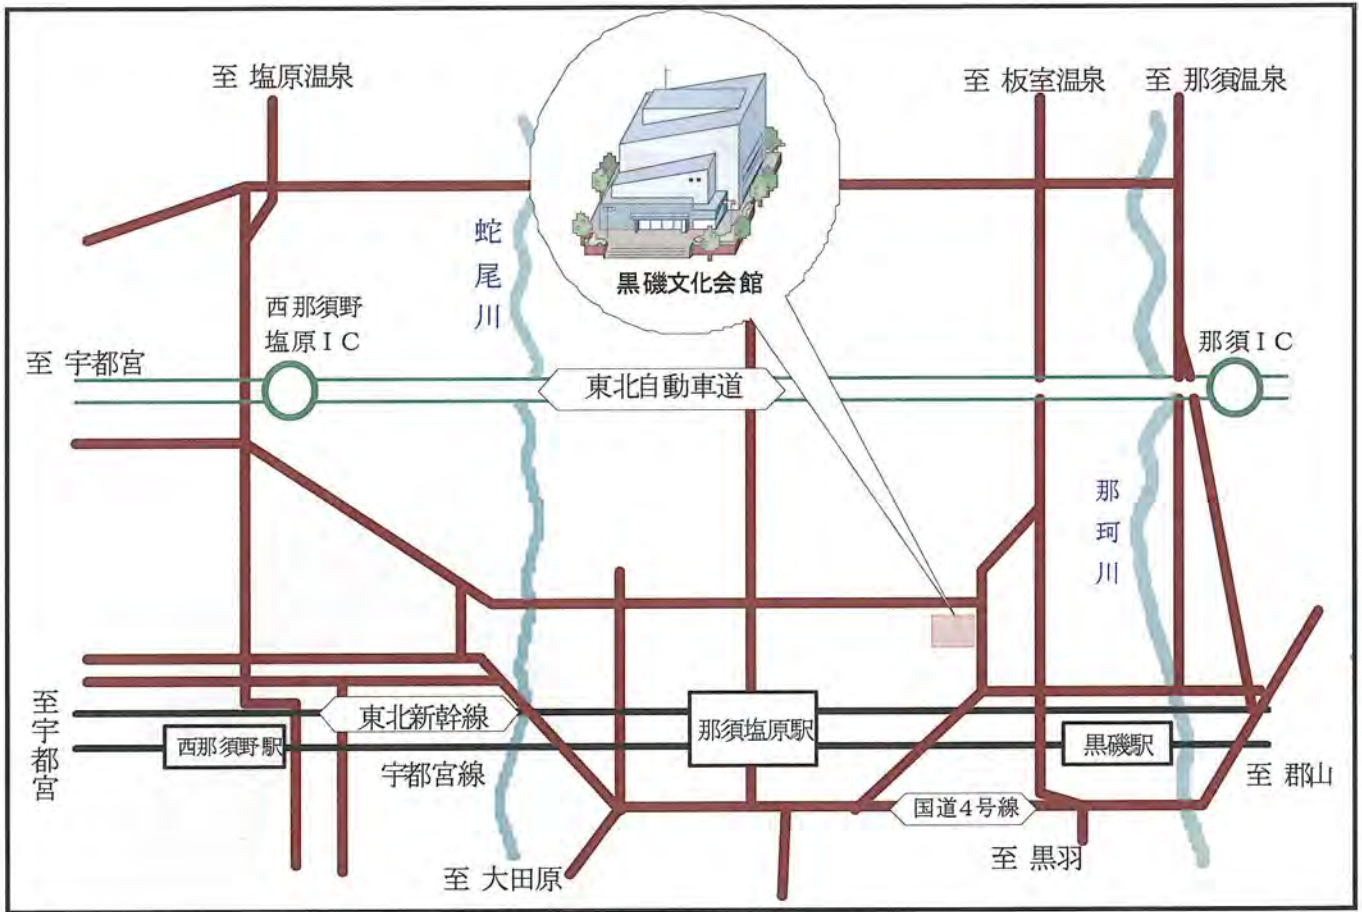 至 塩原温泉
至 板室温泉
至 那須温泉
蛇尾川
黒磯文化会館
西那須野
塩原IC
那須IC
至 宇都宮
東北自動車道
那珂川
至宇都宮
東北新幹線
那須塩原駅
西那須野駅
黒磯駅
宇都宮線
至 郡山
国道4号線
至 黒羽
至 大田原